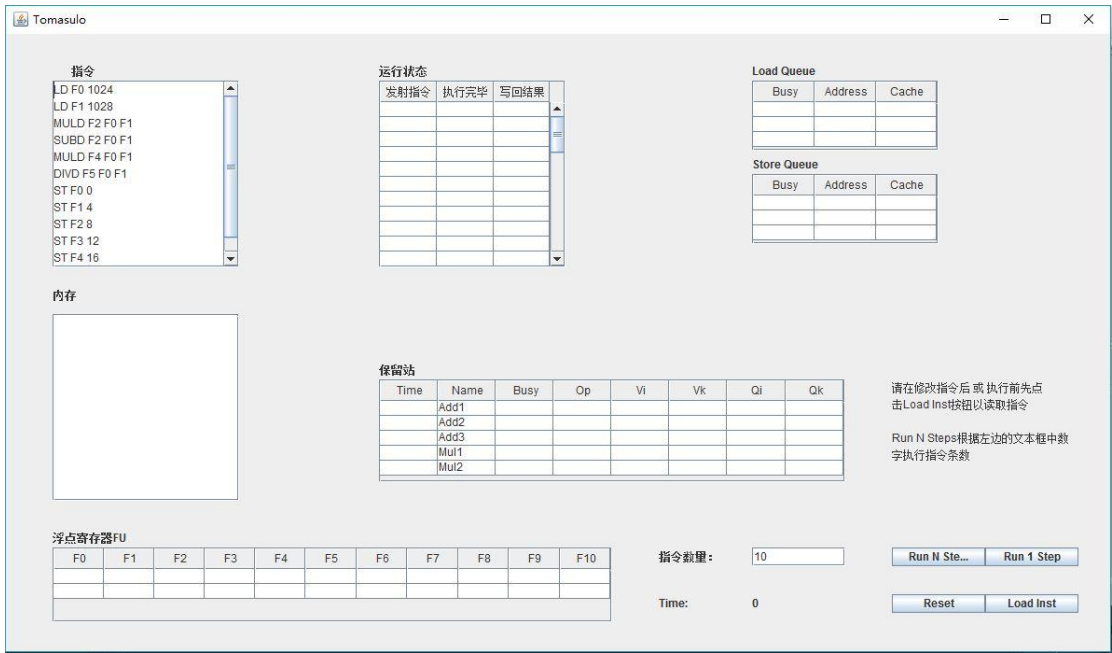 Tomasulo
指令
LD F0 1024
LD F1 1028
MULD F2 F0 F1
SUBD F2 F0 F1
MULD F4 F0 F1
DIVD F5 F0 F1
ST F0 0
ST F1 4
ST F2 8
ST F3 12
ST F4 16
运行状态
发射指令 执行完毕 写回结果
Load Queue
Busy Address Cache
Store Queue
Busy Address Cache
内存
保留站
Time Name Busy Op Vi Vk Qi Qk
Add1
Add2
Add3
Mul1
Mul2
请在修改指令后 或 执行前先点
击Load Inst按钮以读取指令
Run N Steps根据左边的文本框中数
字执行指令条数
浮点寄存器FU
F0 F1 F2 F3 F4 F5 F6 F7 F8 F9 F10
指令数量： 10
Run N Ste... Run 1 Step
Time: 0
Reset Load Inst